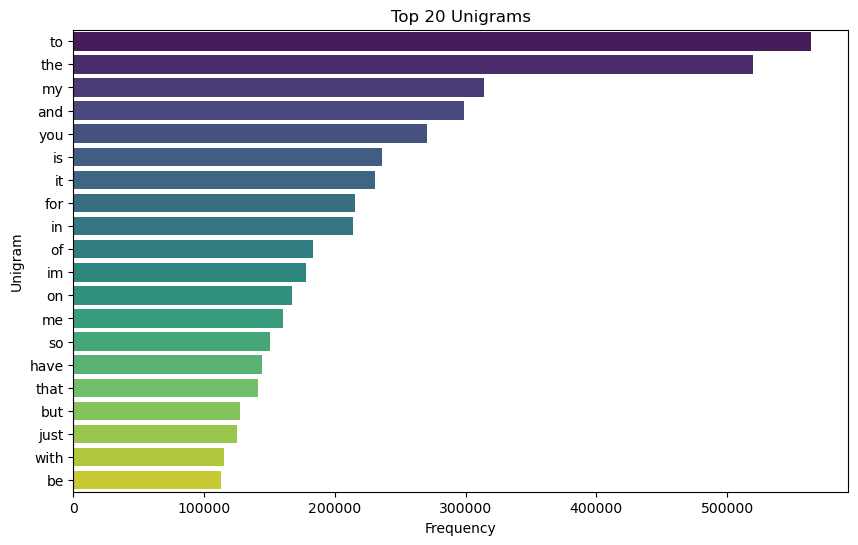 Top 20 Unigrams
to
the
my
and
you
is
it
for
in
of
im
on
me
so
have
that
but
just
with
be
Unigram
0 100000 200000 300000 400000 500000
Frequency